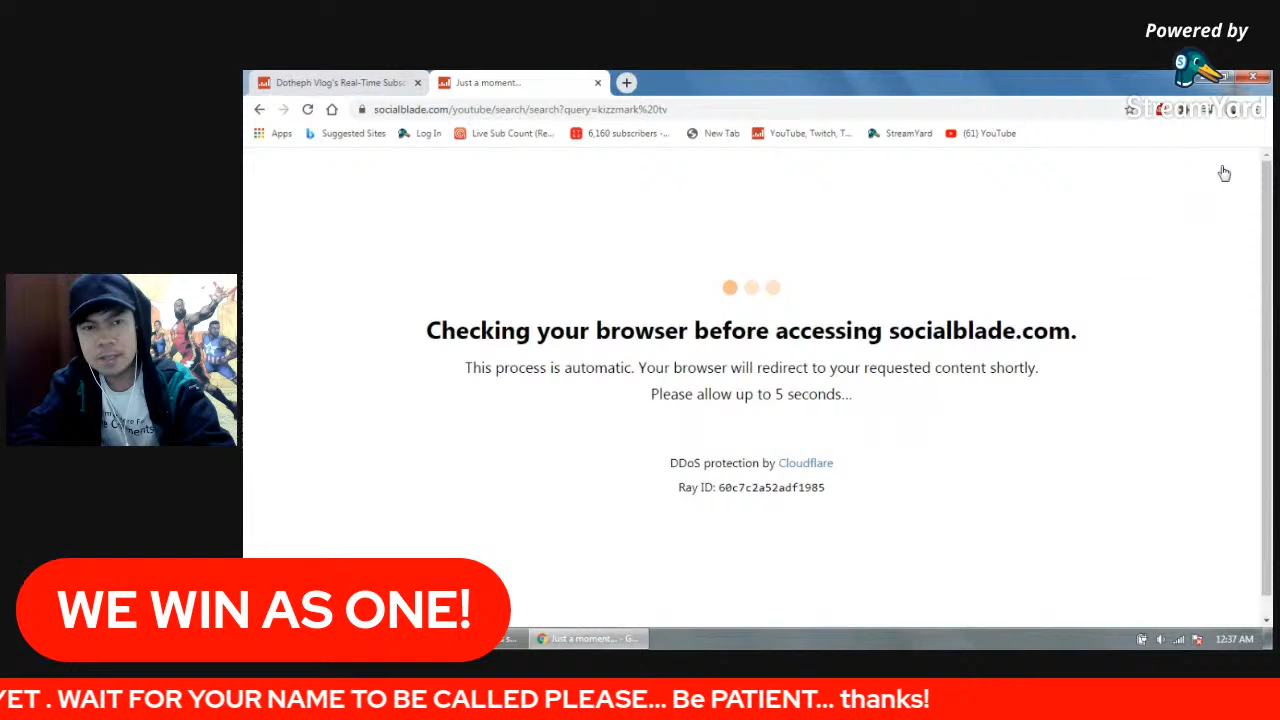 Powered by
StreamYard
Dotheph Vlog's Real-Time Subsc
Just a moment...
socialblade.com/youtube/search/search?query=kizzmark%20tv
Apps
Suggested Sites
Log In
Live Sub Count (Re...
6,160 subscribers -...
New Tab
YouTube, Twitch, T...
StreamYard
(61) YouTube
Checking your browser before accessing socialblade.com.
This process is automatic. Your browser will redirect to your requested content shortly.
Please allow up to 5 seconds...
DDoS protection by Cloudflare
Ray ID: 60c7c2a52adf1985
WE WIN AS ONE!
s...
Just a moment... - G...
12:37 AM
YET . WAIT FOR YOUR NAME TO BE CALLED PLEASE... Be PATIENT... thanks!